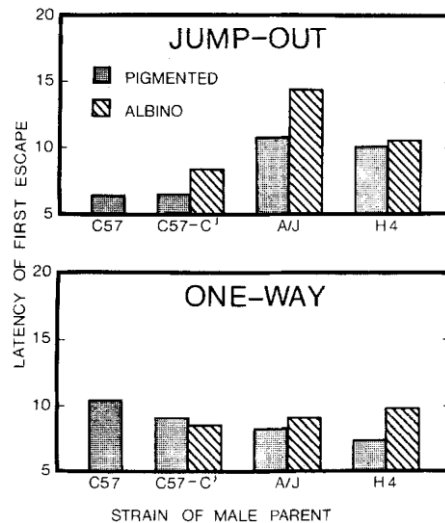 JUMP-OUT
PIGMENTED
ALBINO
20
15
10
5
C57
C57-C'
A/J
H4
LATENCY OF FIRST ESCAPE
ONE-WAY
20
15
10
5
C57
C57-C'
A/J
H4
STRAIN OF MALE PARENT